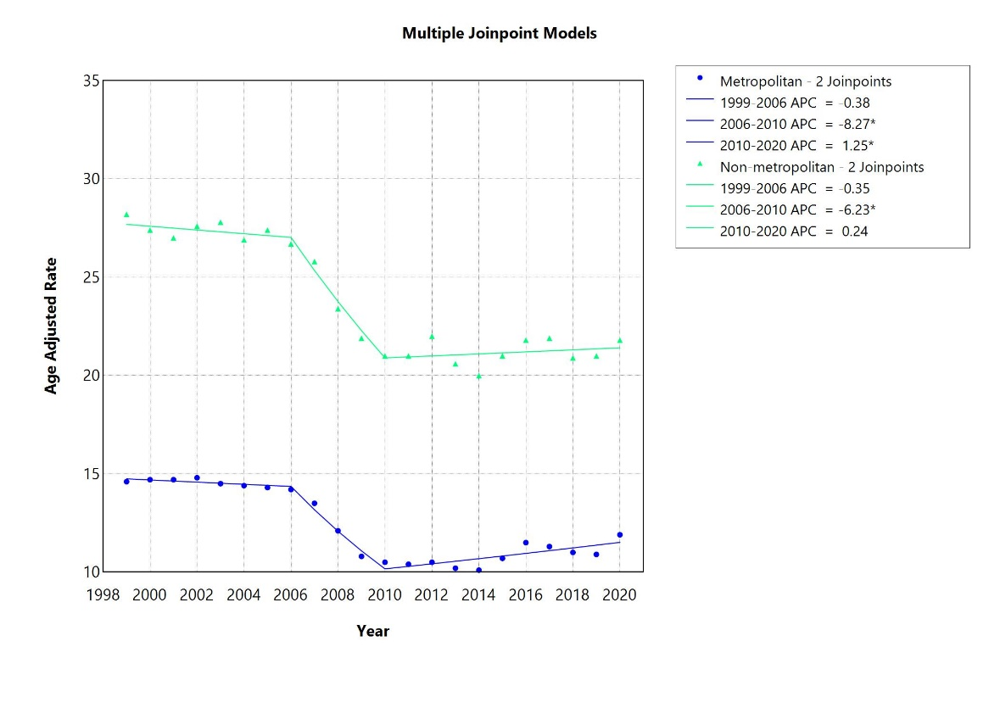 Multiple Joinpoint Models
Metropolitan - 2 Joinpoints
1999-2006 APC = -0.38
2006-2010 APC = -8.27*
2010-2020 APC = 1.25*
Non-metropolitan - 2 Joinpoints
1999-2006 APC = -0.35
2006-2010 APC = -6.23*
2010-2020 APC = 0.24
Age Adjusted Rate
35
30
25
20
15
10
1998 2000 2002 2004 2006 2008 2010 2012 2014 2016 2018 2020
Year